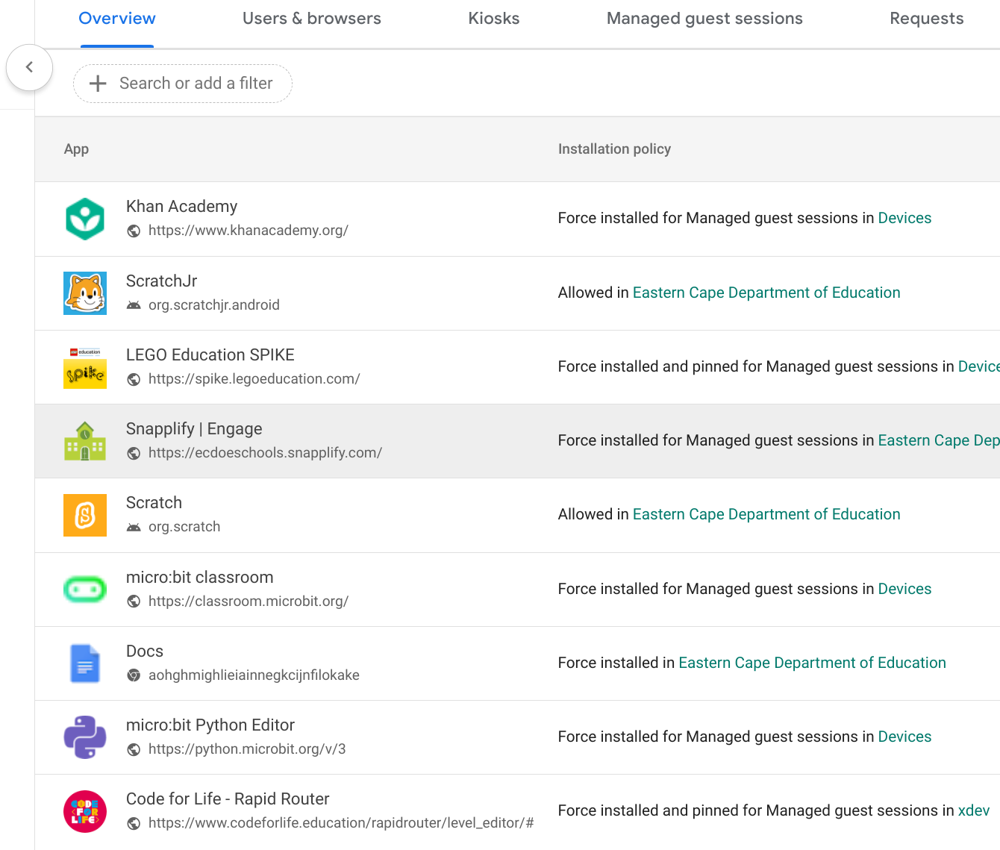 Overview Users & browsers Kiosks Managed guest sessions Requests
Search or add a filter
App Installation policy
Khan Academy
https://www.khanacademy.org/
Force installed for Managed guest sessions in Devices
ScratchJr
org.scratchjr.android
Allowed in Eastern Cape Department of Education
education
spike
LEGO Education SPIKE
https://spike.legoeducation.com/
Force installed and pinned for Managed guest sessions in Device
Snapplify | Engage
https://ecdoeschools.snapplify.com/
Force installed for Managed guest sessions in Eastern Cape Dep
Scratch
org.scratch
Allowed in Eastern Cape Department of Education
micro:bit classroom
https://classroom.microbit.org/
Force installed for Managed guest sessions in Devices
Docs
aohghmighlieiainnegkcijnfilokake
Force installed in Eastern Cape Department of Education
micro:bit Python Editor
https://python.microbit.org/v/3
Force installed for Managed guest sessions in Devices
CODE
FOR
LIFE>
Code for Life - Rapid Router
https://www.codeforlife.education/rapidrouter/level_editor/#
Force installed and pinned for Managed guest sessions in xdev